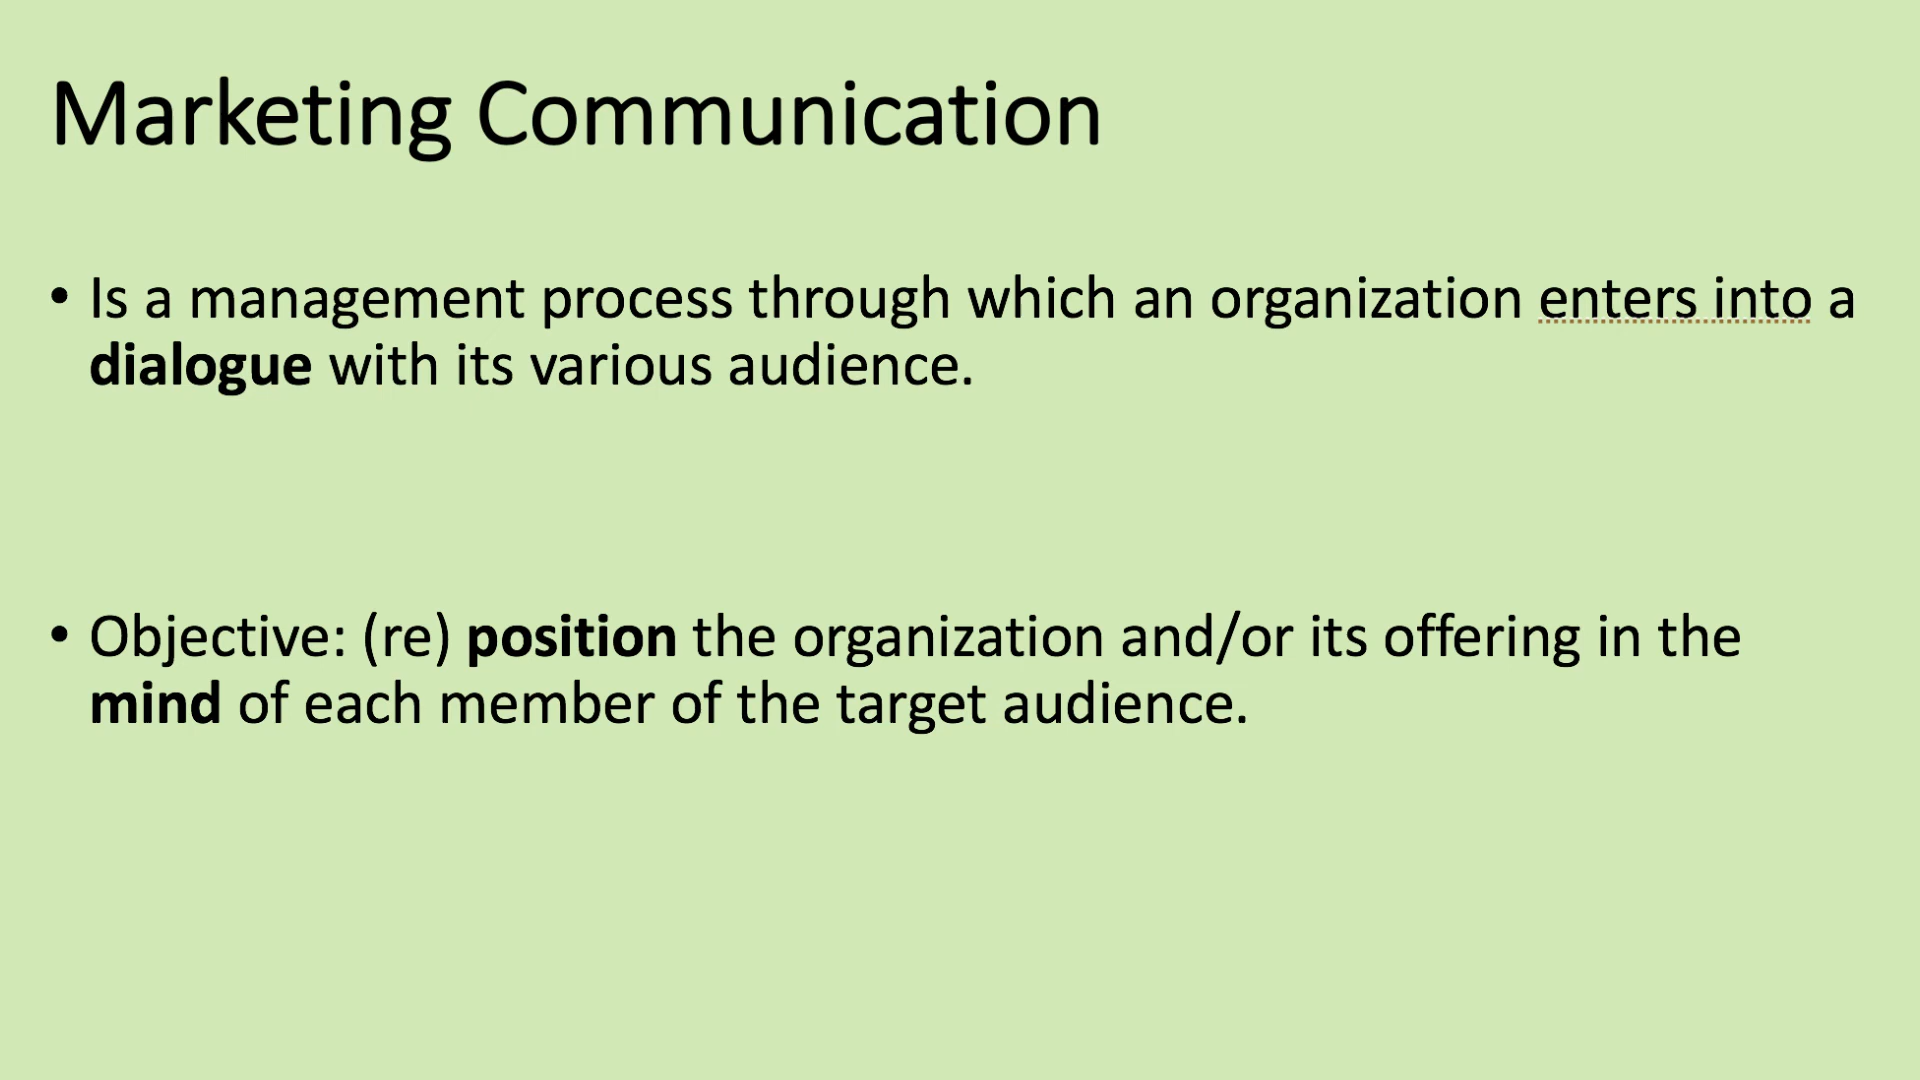 Marketing Communication
• Is a management process through which an organization enters into a
dialogue with its various audience.
• Objective: (re) position the organization and/or its offering in the
mind of each member of the target audience.